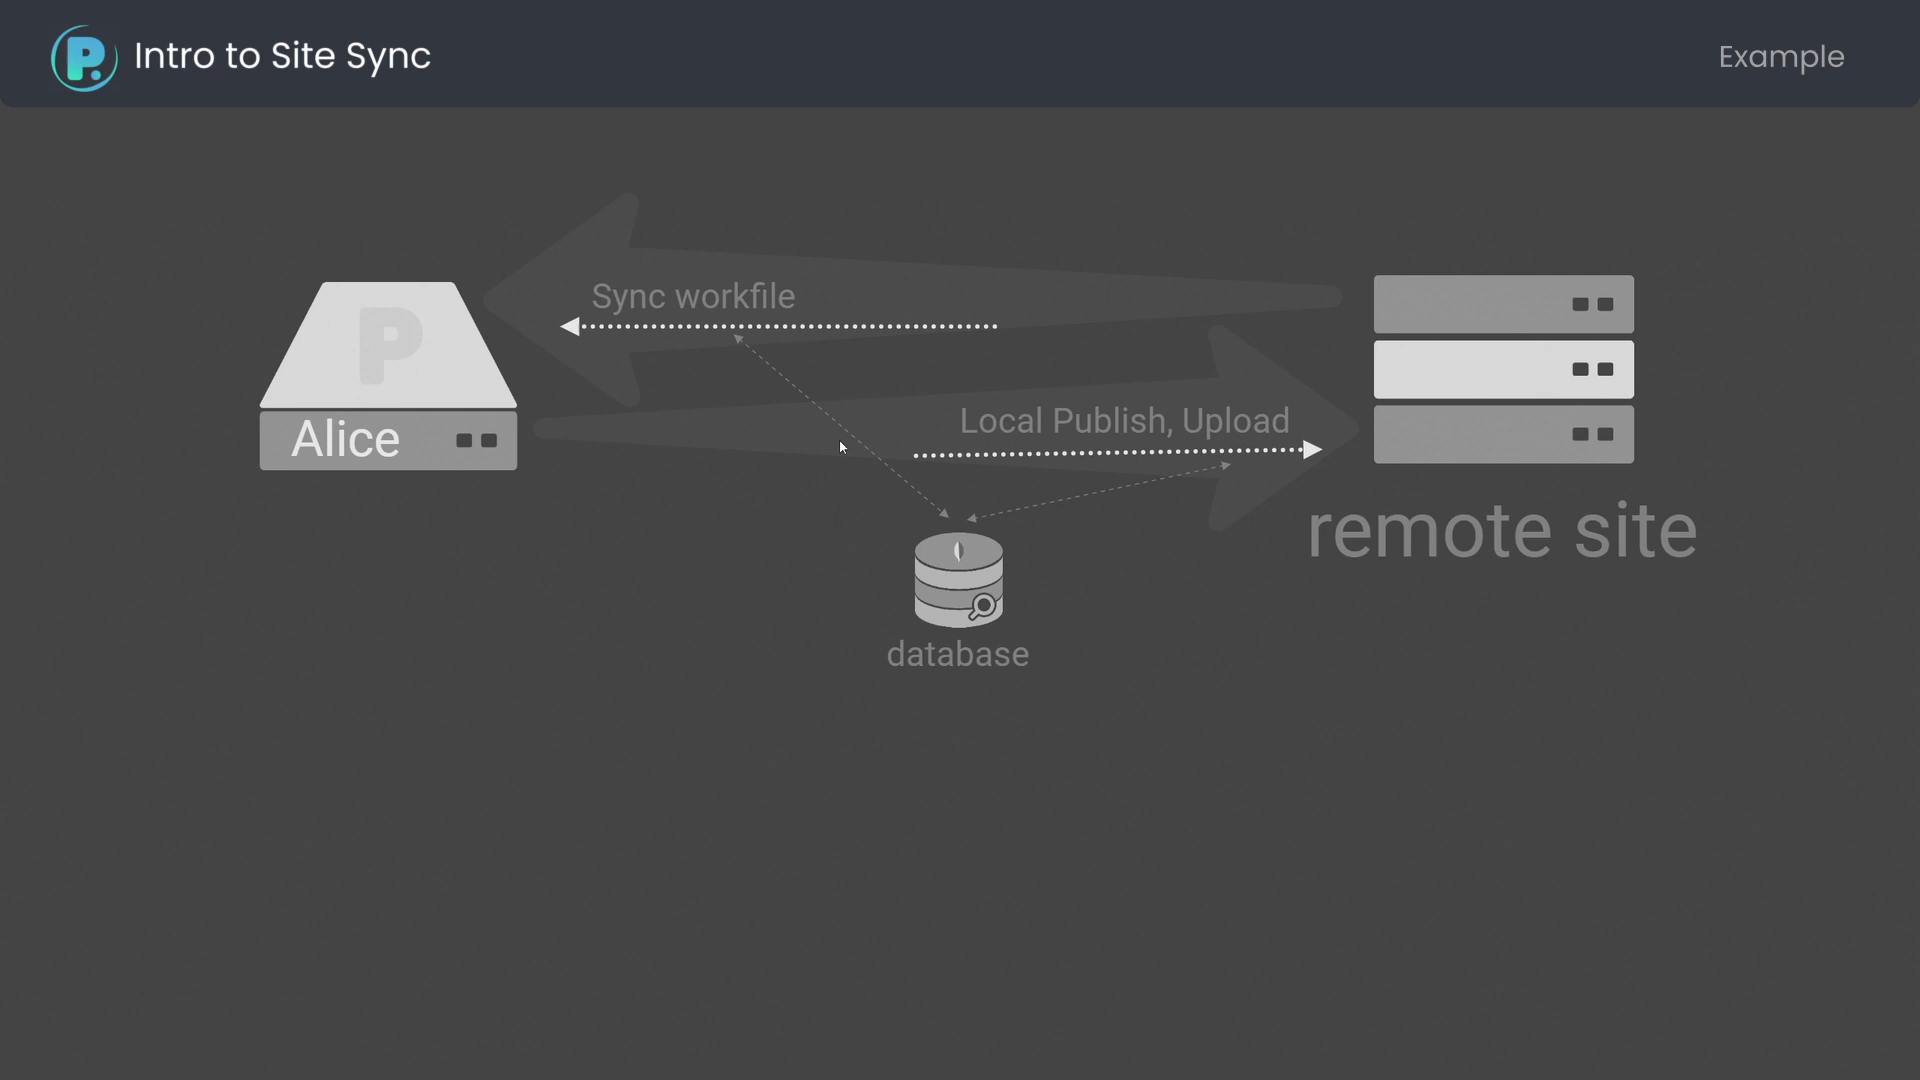 Intro to Site Sync
Example
Sync workfile
P
Alice
Local Publish, Upload
remote site
database